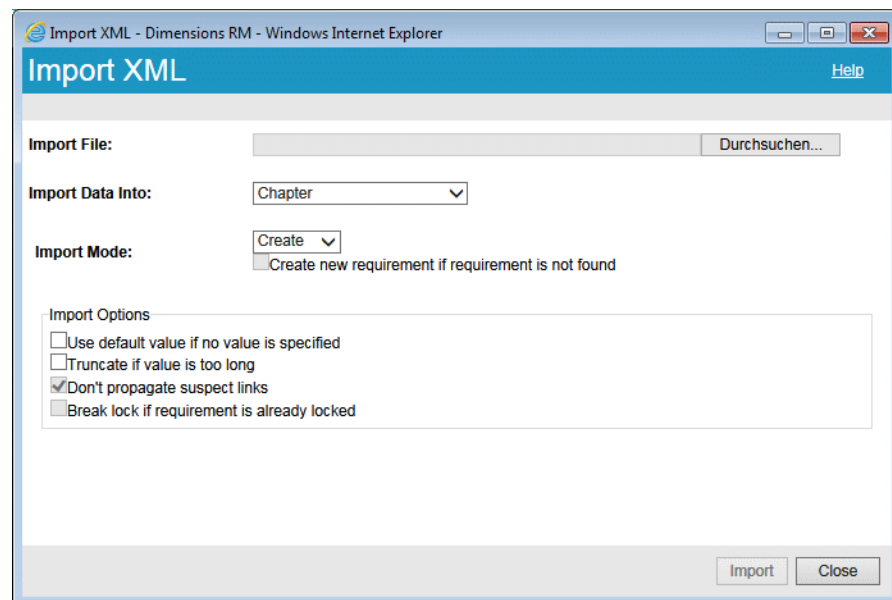 Import XML - Dimensions RM - Windows Internet Explorer
Import XML
Help
Import File:
Durchsuchen...
Import Data Into:
Chapter
Import Mode:
Create
Create new requirement if requirement is not found
Import Options
Use default value if no value is specified
Truncate if value is too long
Don't propagate suspect links
Break lock if requirement is already locked
Import
Close